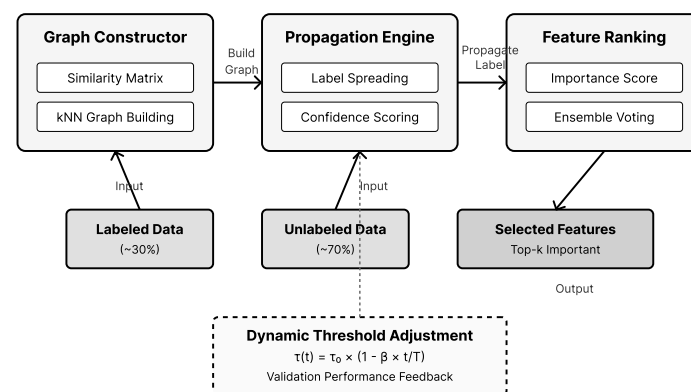 Graph Constructor
Similarity Matrix
kNN Graph Building
Build
Graph
Propagation Engine
Label Spreading
Confidence Scoring
Propagate
Label
Feature Ranking
Importance Score
Ensemble Voting
Input
Input
Labeled Data
(~30%)
Unlabeled Data
(~70%)
Selected Features
Top-k Important
Output
Dynamic Threshold Adjustment
τ(t) = τ₀ × (1 - β × t/T)
Validation Performance Feedback